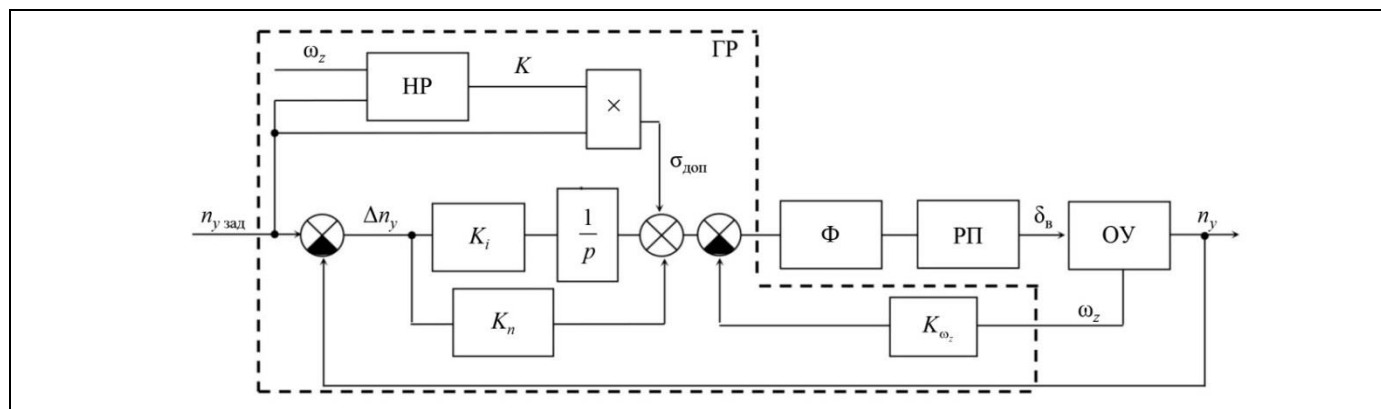 ГР
ω_z
НР
K
×
σ_доп
n_y зад
Δn_y
K_i
1/p
Ф
РП
δ_в
ОУ
n_y
K_n
K_ω_z
ω_z